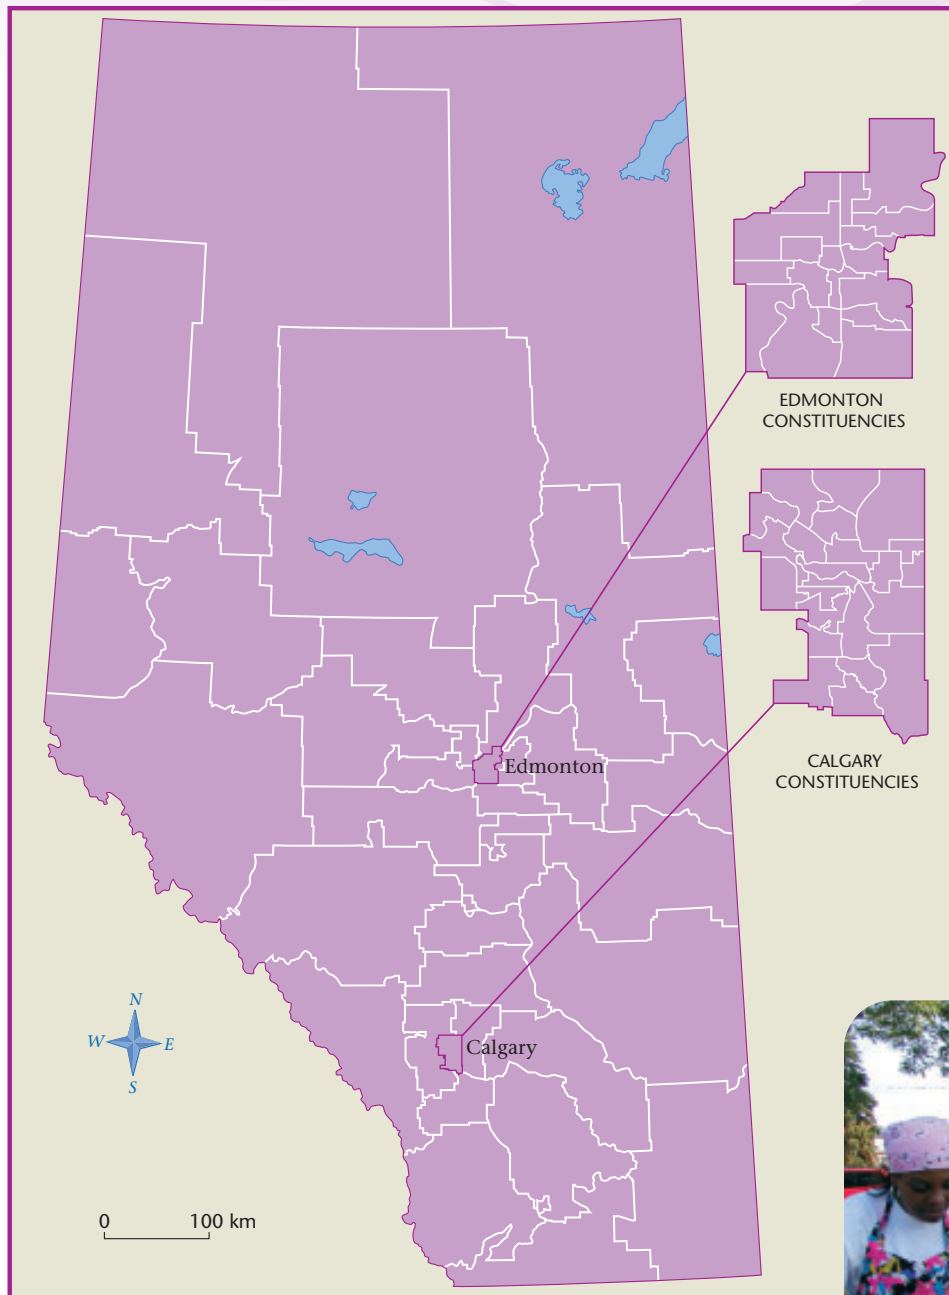 EDMONTON
CONSTITUENCIES
CALGARY
CONSTITUENCIES
Edmonton
Calgary
N
W E
S
0 100 km